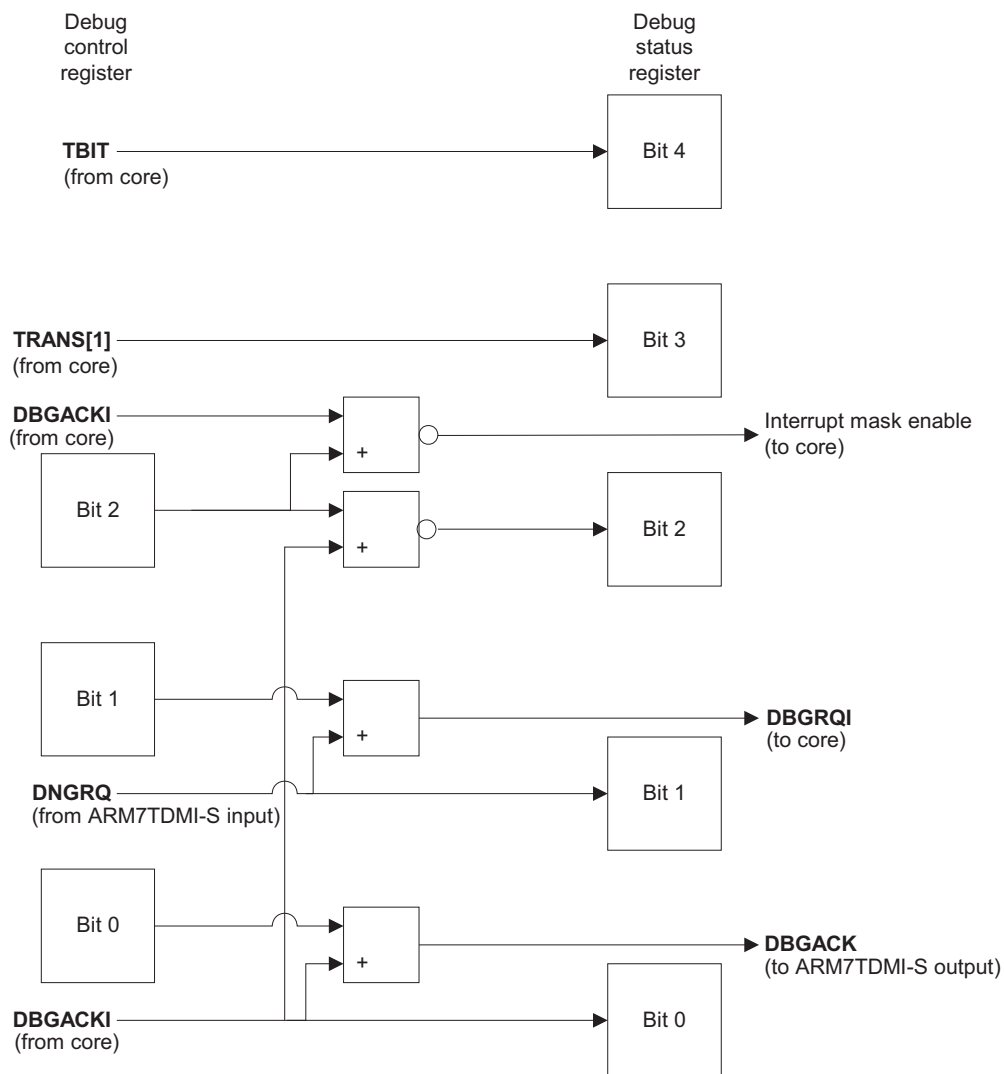 Debug
control
register
Debug
status
register
TBIT
(from core)
Bit 4
TRANS[1]
(from core)
Bit 3
DBGACKI
(from core)
+
Interrupt mask enable
(to core)
Bit 2
+
Bit 2
Bit 1
+
DBGRQI
(to core)
DNGRQ
(from ARM7TDMI-S input)
Bit 1
Bit 0
+
DBGACK
(to ARM7TDMI-S output)
DBGACKI
(from core)
Bit 0